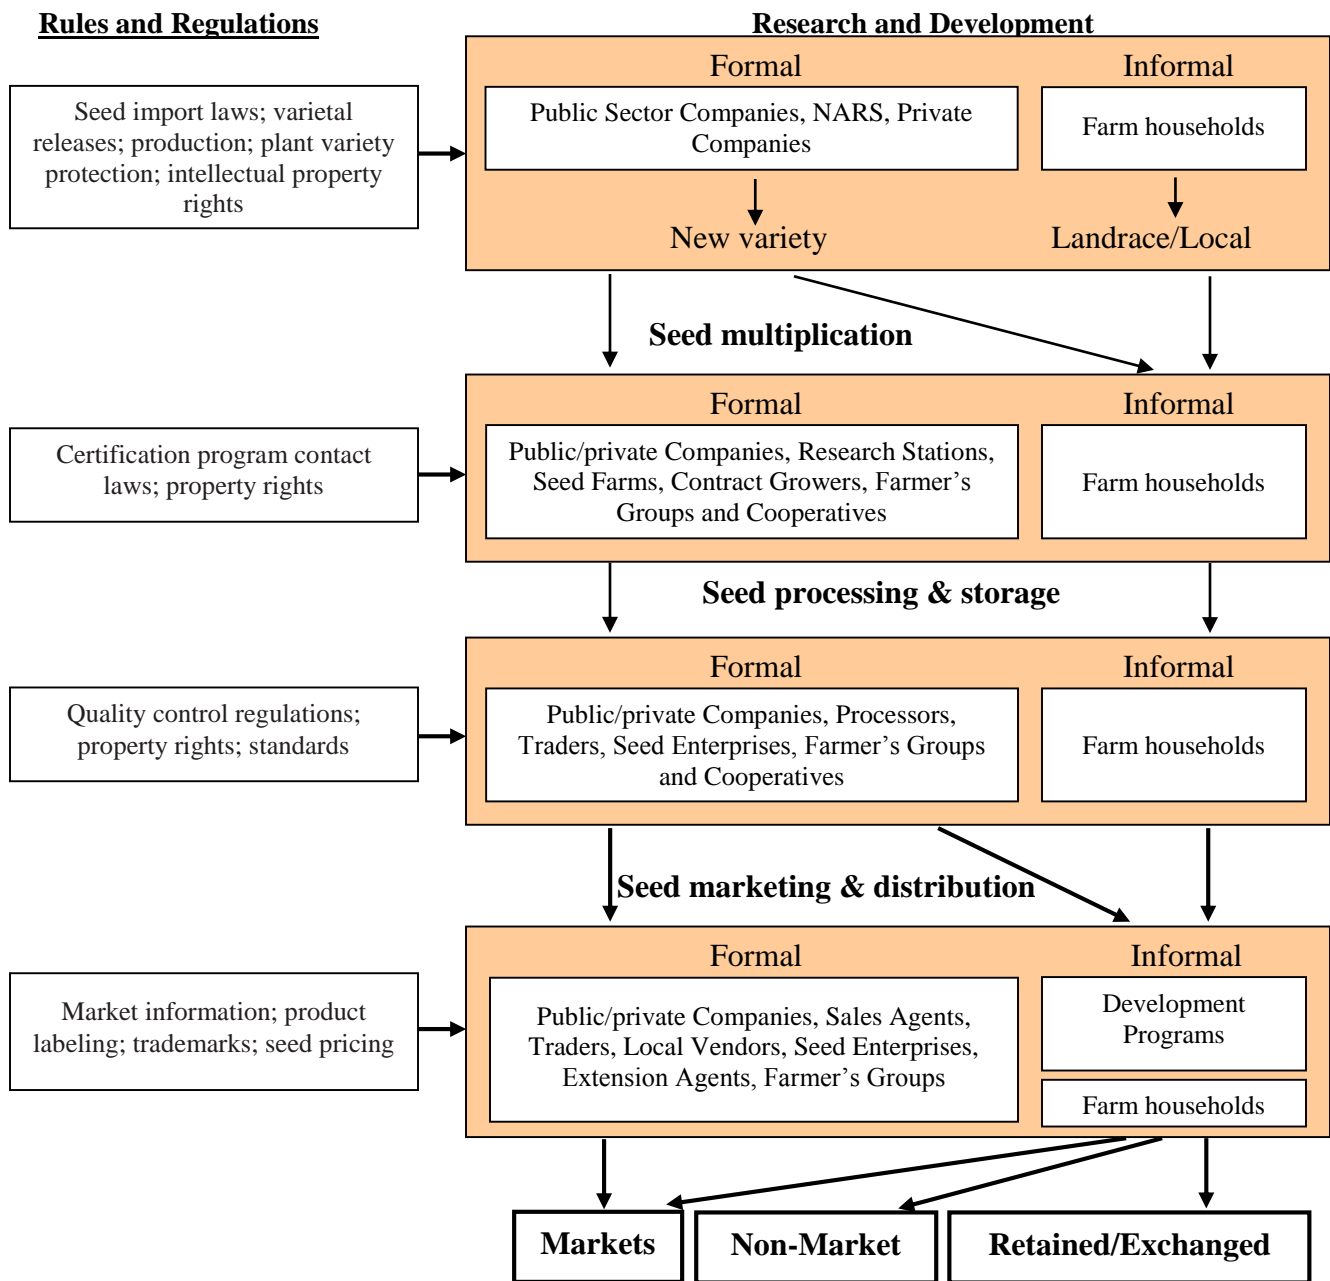 Rules and Regulations
Research and Development
Formal
Informal
Seed import laws; varietal
releases; production; plant variety
protection; intellectual property
rights
Public Sector Companies, NARS, Private
Companies
Farm households
New variety
Landrace/Local
Seed multiplication
Formal
Informal
Certification program contact
laws; property rights
Public/private Companies, Research Stations,
Seed Farms, Contract Growers, Farmer’s
Groups and Cooperatives
Farm households
Seed processing & storage
Formal
Informal
Quality control regulations;
property rights; standards
Public/private Companies, Processors,
Traders, Seed Enterprises, Farmer’s Groups
and Cooperatives
Farm households
Seed marketing & distribution
Formal
Informal
Market information; product
labeling; trademarks; seed pricing
Public/private Companies, Sales Agents,
Traders, Local Vendors, Seed Enterprises,
Extension Agents, Farmer’s Groups
Development
Programs
Farm households
Markets
Non-Market
Retained/Exchanged